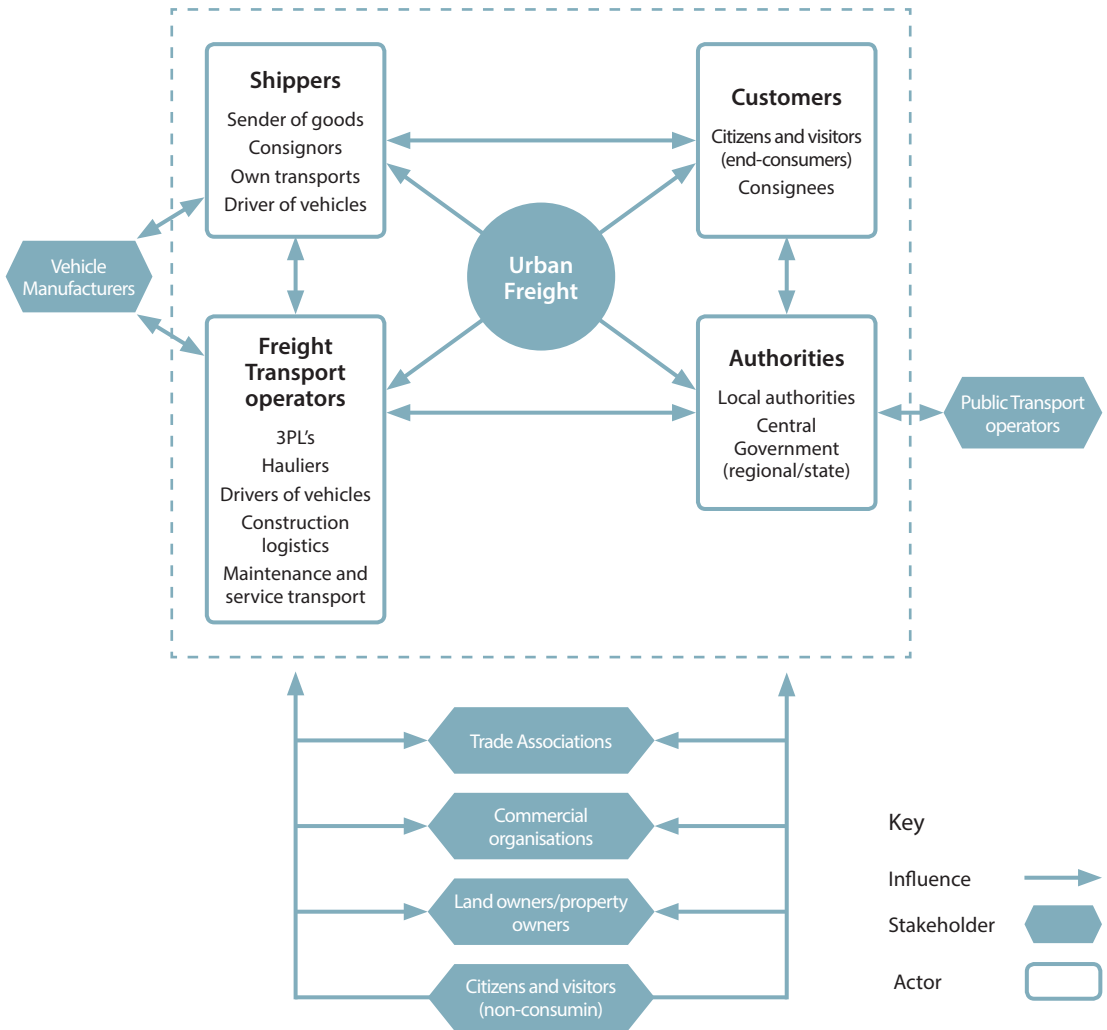 Shippers
Sender of goods
Consignors
Own transports
Driver of vehicles
Customers
Citizens and visitors
(end-consumers)
Consignees
Vehicle
Manufacturers
Urban
Freight
Freight
Transport
operators
3PL's
Hauliers
Drivers of vehicles
Construction
logistics
Maintenance and
service transport
Authorities
Local authorities
Central
Government
(regional/state)
Public Transport
operators
Trade Associations
Commercial
organisations
Land owners/property
owners
Citizens and visitors
(non-consumin)
Key
Influence
Stakeholder
Actor